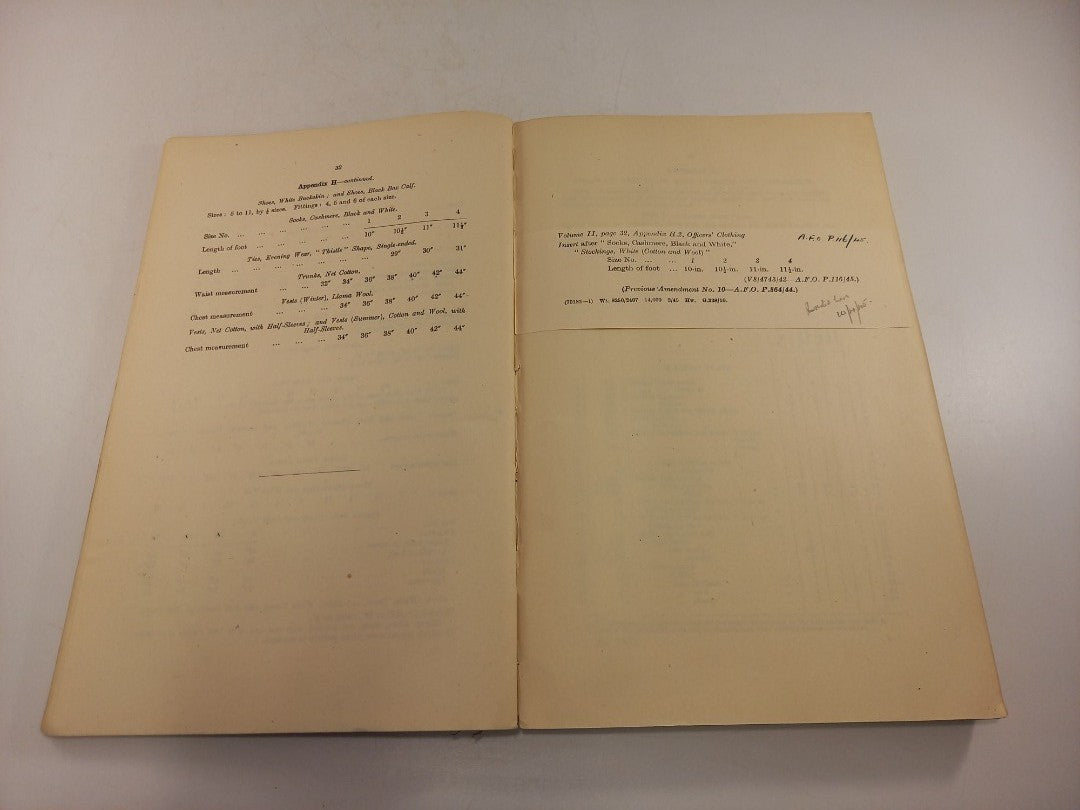 32
Appendix H—continued.
Shoes, White Buckskin; and Shoes, Black Box Calf.
Sizes: 5 to 11, by ½ sizes. Fittings: 4, 5 and 6 of each size.
Socks, Cashmere, Black and White.
Size No. ... ... ... ... ... ... 1 2 3 4
Length of foot ... ... ... ... ... 10″ 10½″ 11″ 11½″
Ties, Evening Wear, "Thistle" Shape, Single-ended.
Length ... ... ... ... ... ... 29″ 30″ 31″
Trunks, Net Cotton.
Waist measurement ... ... ... 32″ 34″ 36″ 38″ 40″ 42″ 44″
Vests (Winter), Llama Wool.
Chest measurement ... ... ... 34″ 36″ 38″ 40″ 42″ 44″
Vests, Net Cotton, with Half-Sleeves; and Vests (Summer), Cotton and Wool, with
Half-Sleeves.
Chest measurement ... ... ... 34″ 36″ 38″ 40″ 42″ 44″
Volume II, page 32, Appendix H.2, Officers' Clothing
A.F.O P.116/45.
Insert after "Socks, Cashmere, Black and White,"
"Stockings, White (Cotton and Wool)"
Size No. ... ... 1 2 3 4
Length of foot ... 10-in. 10½-in. 11-in. 11½-in.
(V8/4743/42—A.F.O. P.116/45.)
(Previous Amendment No. 10—A.F.O. P.864/44.)